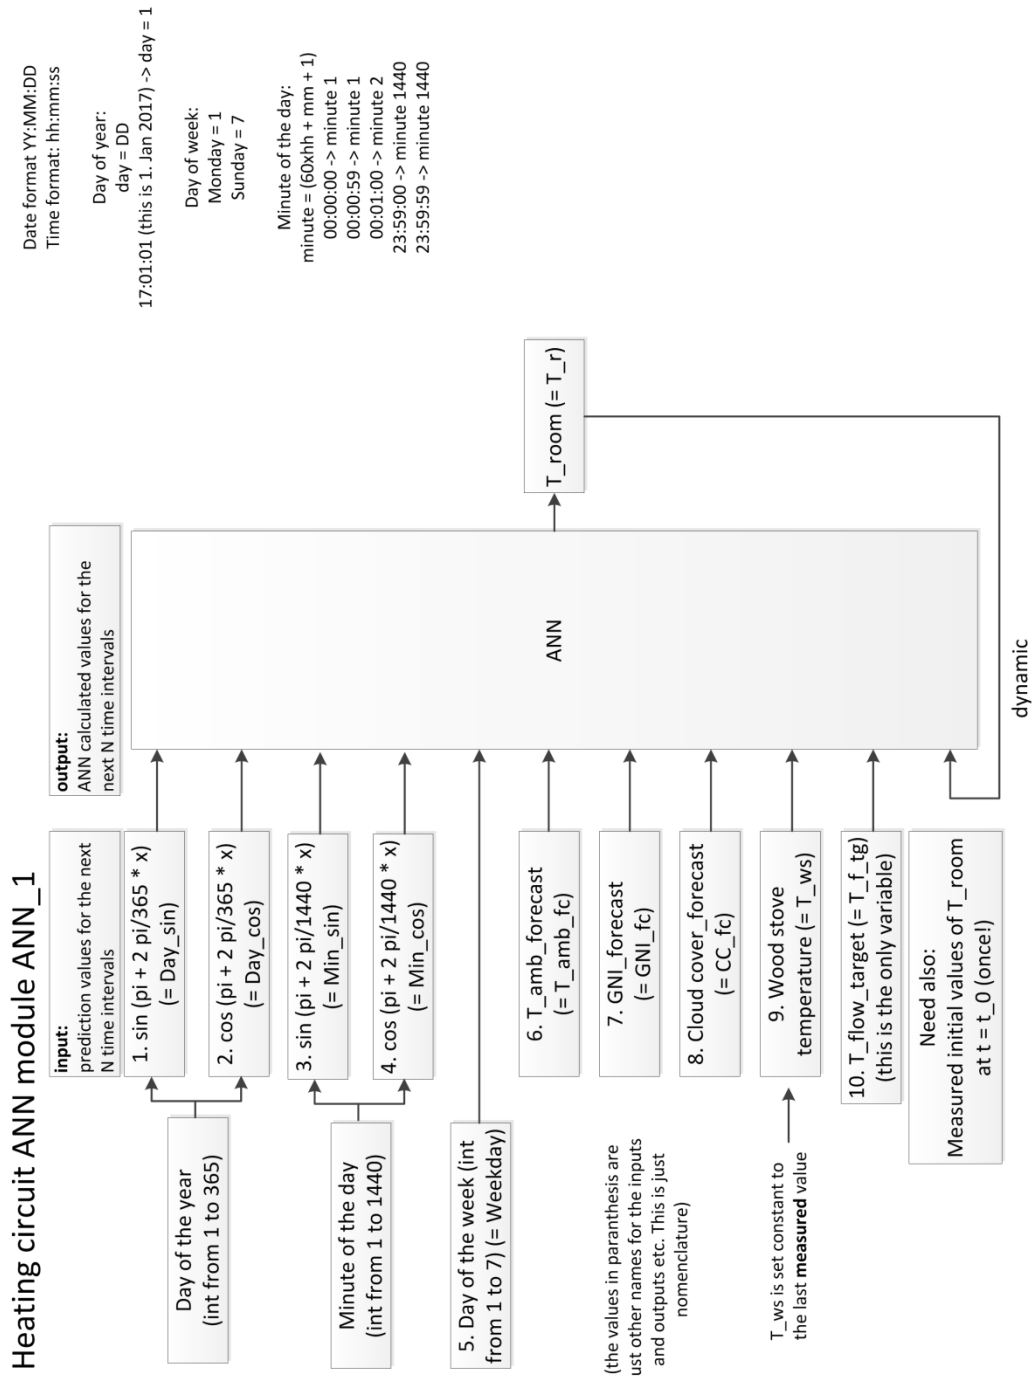 Heating circuit ANN module ANN_1
Day of the year
(int from 1 to 365)
Minute of the day
(int from 1 to 1440)
5. Day of the week (int
from 1 to 7) (= Weekday)
(the values in paranthesis are
ust other names for the inputs
and outputs etc. This is just
nomenclature)
T_ws is set constant to
the last measured value
input:
prediction values for the next
N time intervals
1. sin (pi + 2 pi/365 * x)
(= Day_sin)
2. cos (pi + 2 pi/365 * x)
(= Day_cos)
3. sin (pi + 2 pi/1440 * x)
(= Min_sin)
4. cos (pi + 2 pi/1440 * x)
(= Min_cos)
6. T_amb_forecast
(= T_amb_fc)
7. GNI_forecast
(= GNI_fc)
8. Cloud cover_forecast
(= CC_fc)
9. Wood stove
temperature (= T_ws)
10. T_flow_target (= T_f_tg)
(this is the only variable)
Need also:
Measured initial values of T_room
at t = t_0 (once!)
output:
ANN calculated values for the
next N time intervals
ANN
T_room (= T_r)
dynamic
Date format YY:MM:DD
Time format: hh:mm:ss
Day of year:
day = DD
17:01:01 (this is 1. Jan 2017) -> day = 1
Day of week:
Monday = 1
Sunday = 7
Minute of the day:
minute = (60xhh + mm + 1)
00:00:00 -> minute 1
00:00:59 -> minute 1
00:01:00 -> minute 2
23:59:00 -> minute 1440
23:59:59 -> minute 1440